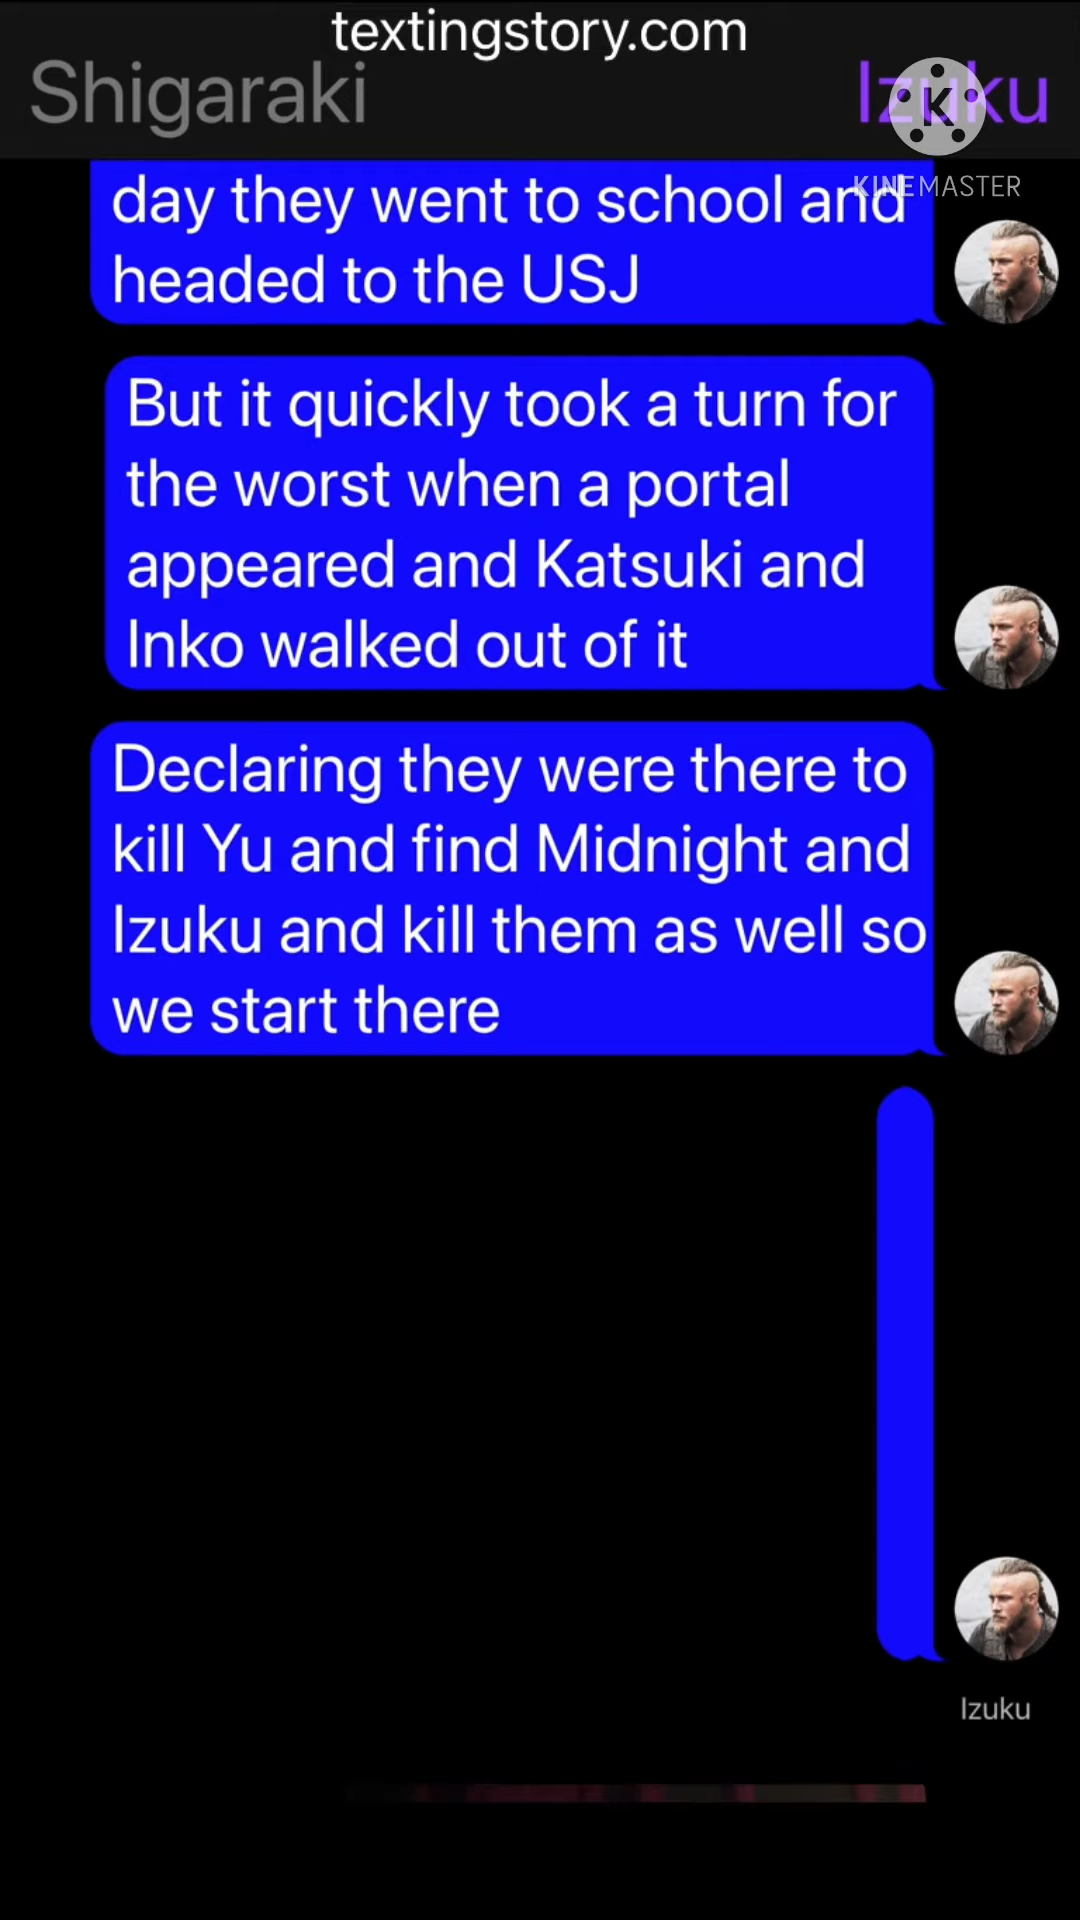 textingstory.com
Shigaraki
Izuku
K
KINEMASTER
day they went to school and
headed to the USJ
But it quickly took a turn for
the worst when a portal
appeared and Katsuki and
Inko walked out of it
Declaring they were there to
kill Yu and find Midnight and
Izuku and kill them as well so
we start there
Izuku